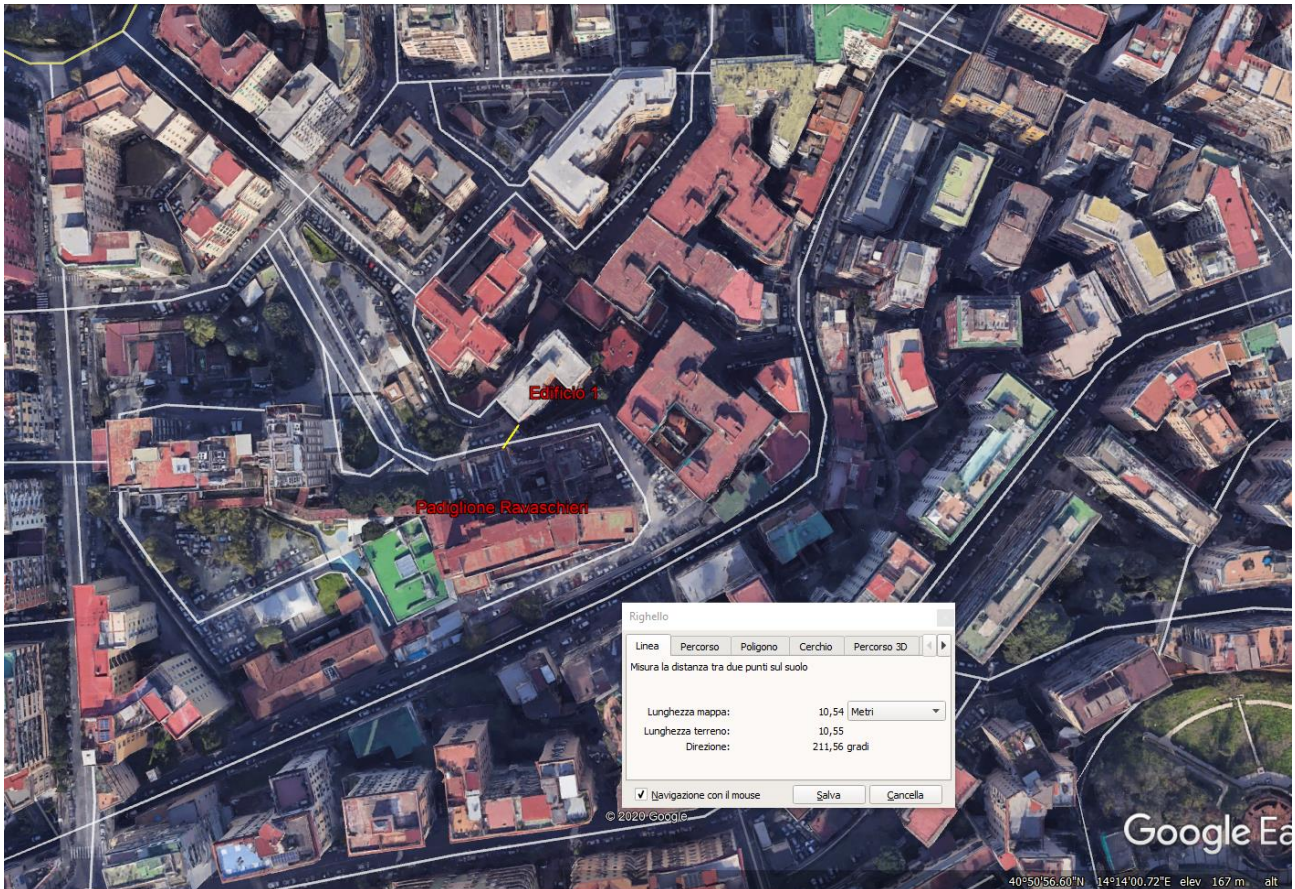 Edificio 1
Padiglione Ravaschieri
Righello
Linea Percorso Poligono Cerchio Percorso 3D
Misura la distanza tra due punti sul suolo
Lunghezza mappa: 10,54 Metri
Lunghezza terreno: 10,55
Direzione: 211,56 gradi
Navigazione con il mouse Salva Cancella
© 2020 Google
Google Ea
40°50'56.60"N 14°14'00.72"E elev 167 m alt